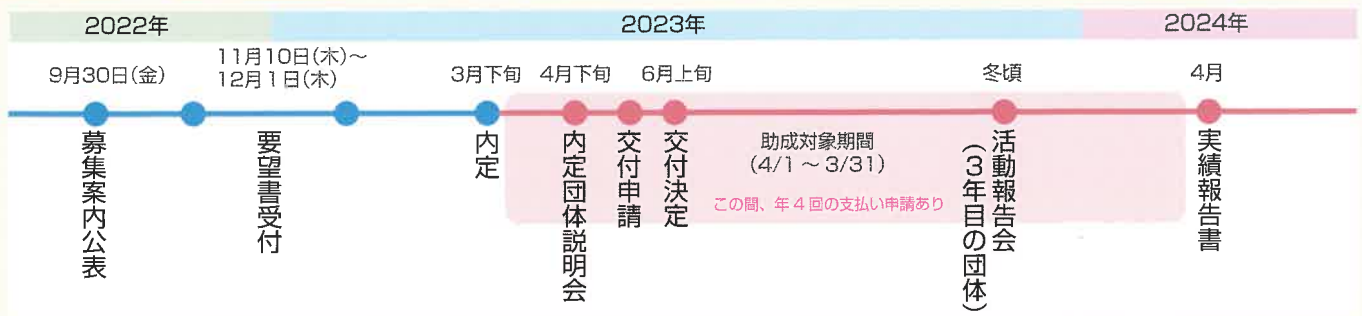 2022年
2023年
2024年
9月30日(金)
募集案内公表
11月10日(木)～
12月1日(木)
要望書受付
3月下旬
内定
4月下旬
内定団体説明会
交付申請
6月上旬
交付決定
助成対象期間
(4/1 ～ 3/31)
この間、年4回の支払い申請あり
冬頃
活動報告会
(3年目の団体)
4月
実績報告書